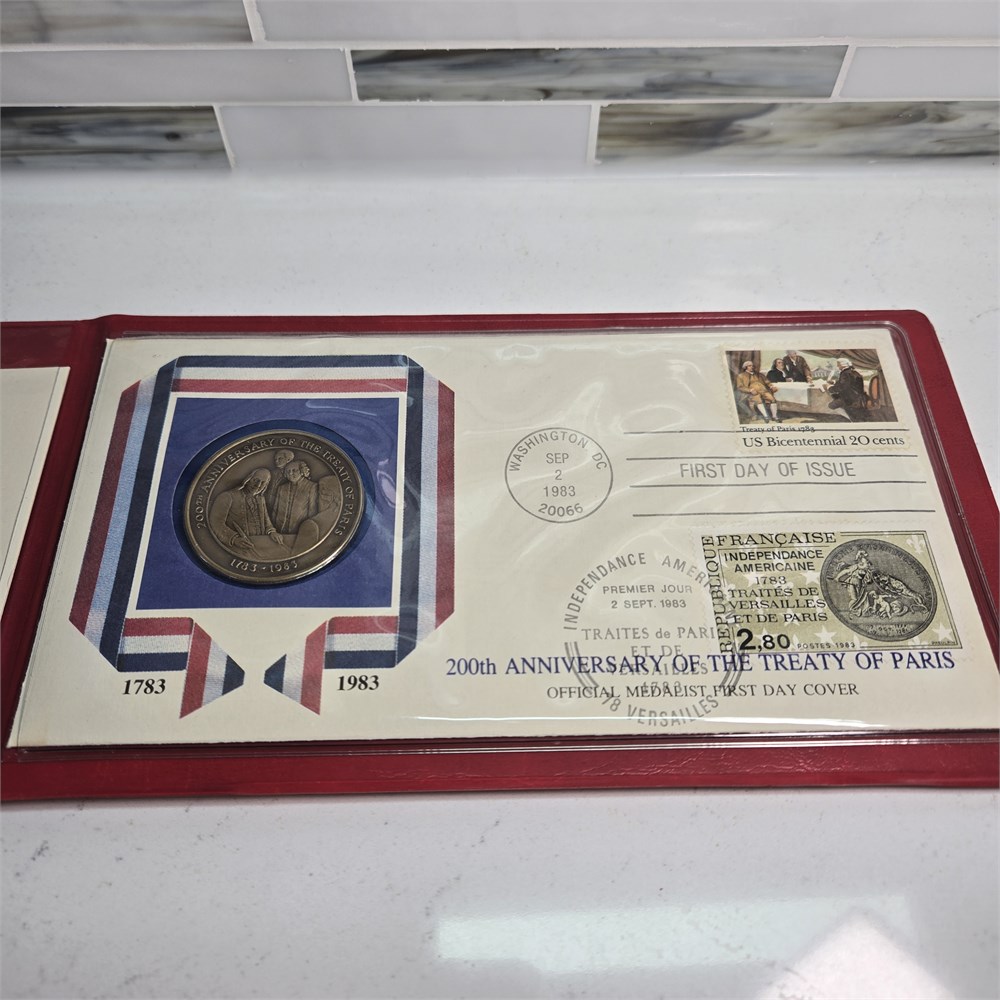 200TH ANNIVERSARY OF THE TREATY OF PARIS
1783 • 1983
1783
1983
WASHINGTON DC
SEP
2
1983
20066
Treaty of Paris 1783
US Bicentennial 20 cents
FIRST DAY OF ISSUE
INDEPENDANCE AMER
PREMIER JOUR
2 SEPT. 1983
TRAITES de PARI
ET DE
VERSAILLES
1783
78 VERSAILLES
REPUBLIQUE FRANÇAISE
INDEPENDANCE
AMERICAINE
1783
TRAITÉS DE
VERSAILLES
ET DE PARIS
2,80 POSTES 1983
200th ANNIVERSARY OF THE TREATY OF PARIS
OFFICIAL MEDALIST FIRST DAY COVER